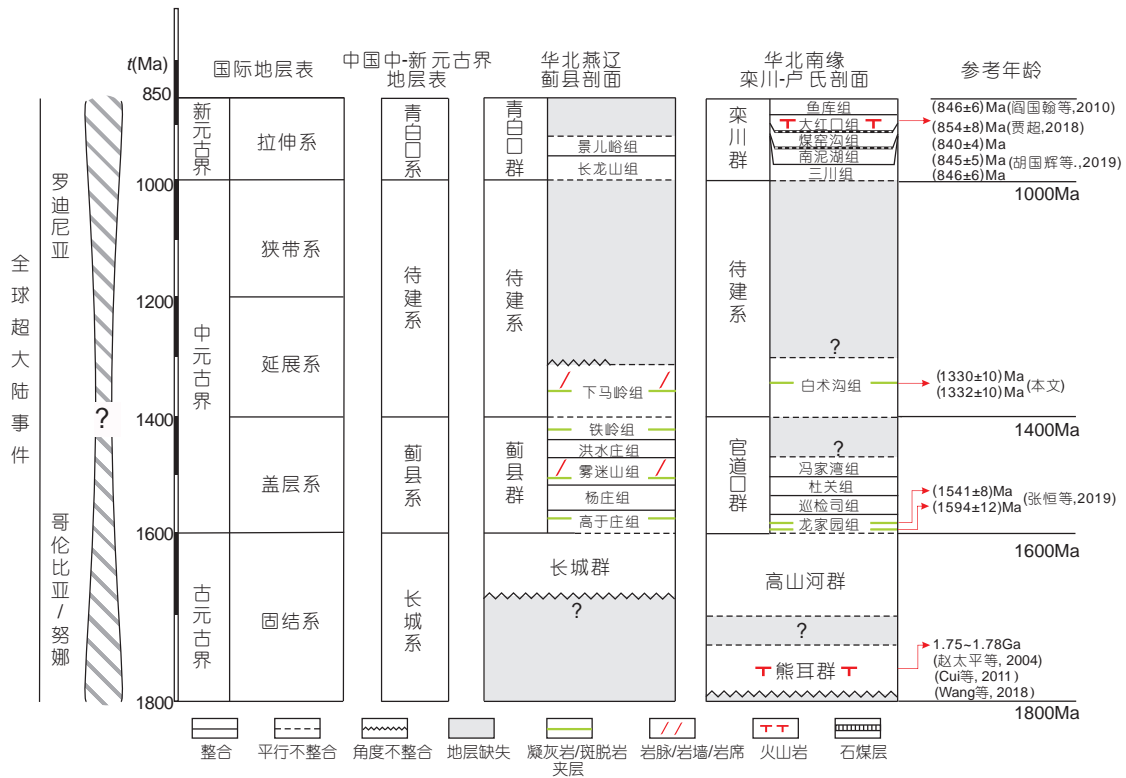 t(Ma)
国际地层表
中国中-新元古界
地层表
华北燕辽
蓟县剖面
华北南缘
栾川-卢氏剖面
参考年龄
850
1000
1200
1400
1600
1800
全球超大陆事件
罗迪尼亚
?
哥伦比亚/努娜
新元古界
中元古界
古元古界
拉伸系
狭带系
延展系
盖层系
固结系
青白口系
待建系
蓟县系
长城系
青白口群
待建系
蓟县群
景儿峪组
长龙山组
下马岭组
铁岭组
洪水庄组
雾迷山组
杨庄组
高于庄组
长城群
?
栾川群
待建系
官道口群
鱼库组
大红口组
煤窑沟组
南泥湖组
三川组
?
白术沟组
?
冯家湾组
杜关组
巡检司组
龙家园组
高山河群
?
熊耳群
(846±6)Ma(阎国翰等,2010)
(854±8)Ma(贾超,2018)
(840±4)Ma
(845±5)Ma(胡国辉等.,2019)
(846±6)Ma
1000Ma
(1330±10)Ma
(1332±10)Ma
(本文)
1400Ma
(1541±8)Ma
(1594±12)Ma
(张恒等,2019)
1600Ma
1.75~1.78Ga
(赵太平等, 2004)
(Cui等, 2011)
(Wang等, 2018)
1800Ma
整合
平行不整合
角度不整合
地层缺失
凝灰岩/斑脱岩
夹层
岩脉/岩墙/岩席
火山岩
石煤层